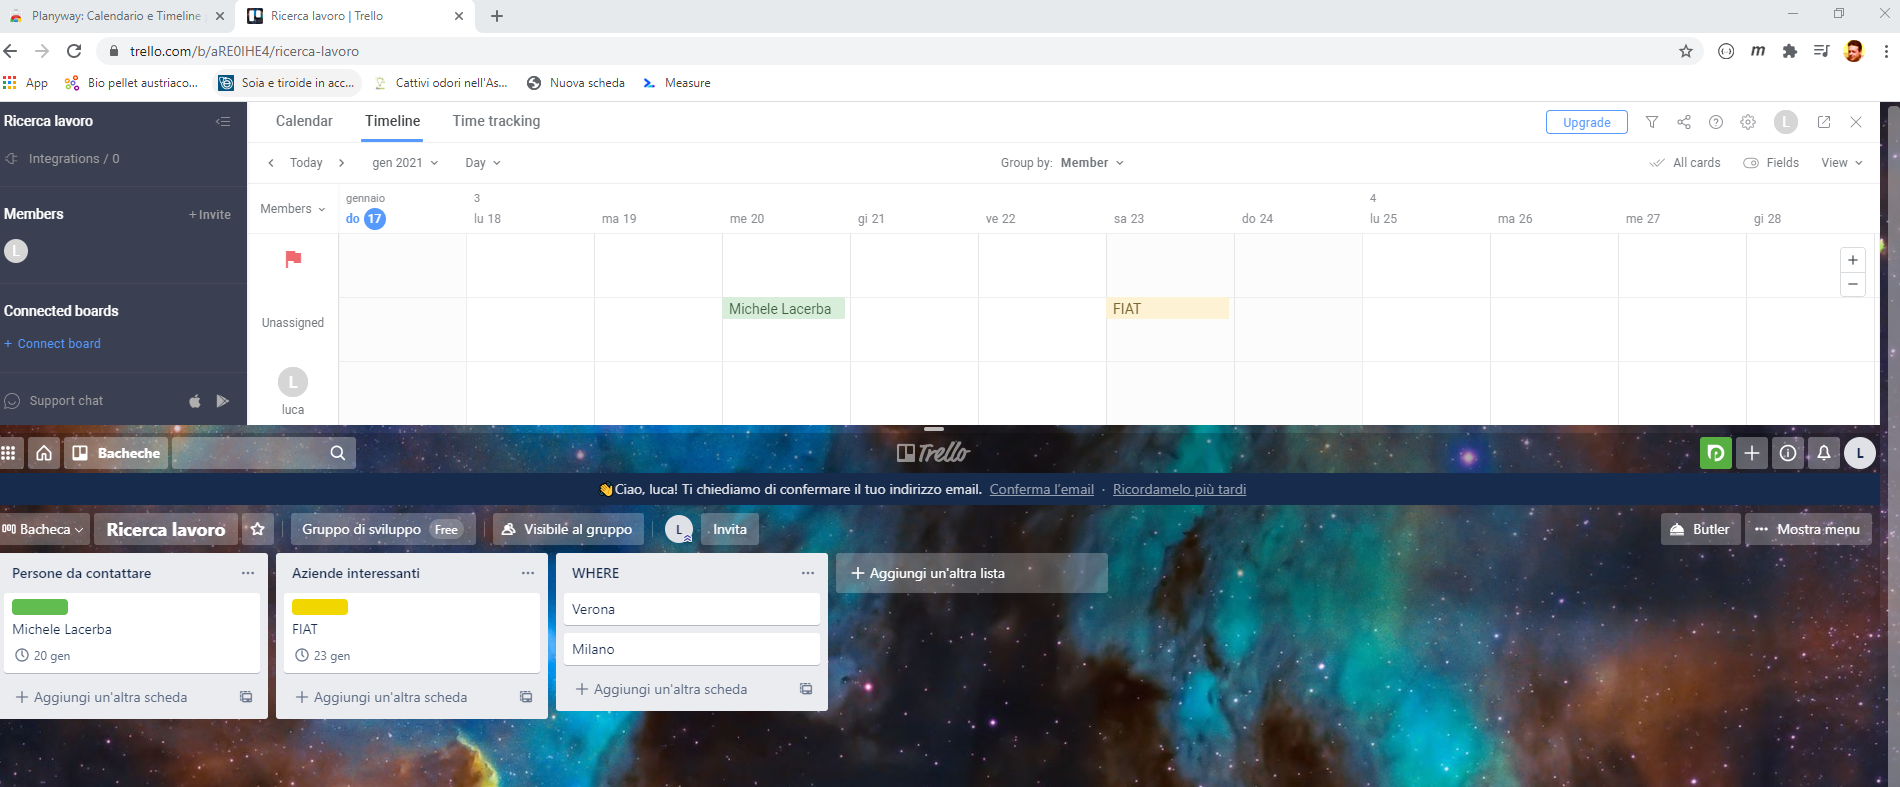 Planyway: Calendario e Timeline
Ricerca lavoro | Trello
trello.com/b/aRE0IHE4/ricerca-lavoro
App
Bio pellet austriaco...
Soia e tiroide in acc...
Cattivi odori nell'As...
Nuova scheda
Measure
Ricerca lavoro
Calendar
Timeline
Time tracking
Upgrade
L
Integrations / 0
Today
gen 2021
Day
Group by: Member
All cards
Fields
View
Members
+ Invite
Members
gennaio
3
4
do 17
lu 18
ma 19
me 20
gi 21
ve 22
sa 23
do 24
lu 25
ma 26
me 27
gi 28
L
Connected boards
+ Connect board
Unassigned
Michele Lacerba
FIAT
+
−
Support chat
L
luca
Bacheche
Trello
L
👋Ciao, luca! Ti chiediamo di confermare il tuo indirizzo email. Conferma l'email · Ricordamelo più tardi
Bacheca
Ricerca lavoro
Gruppo di sviluppo Free
Visibile al gruppo
L
Invita
Butler
Mostra menu
Persone da contattare
Michele Lacerba
20 gen
+ Aggiungi un'altra scheda
Aziende interessanti
FIAT
23 gen
+ Aggiungi un'altra scheda
WHERE
Verona
Milano
+ Aggiungi un'altra scheda
+ Aggiungi un'altra lista